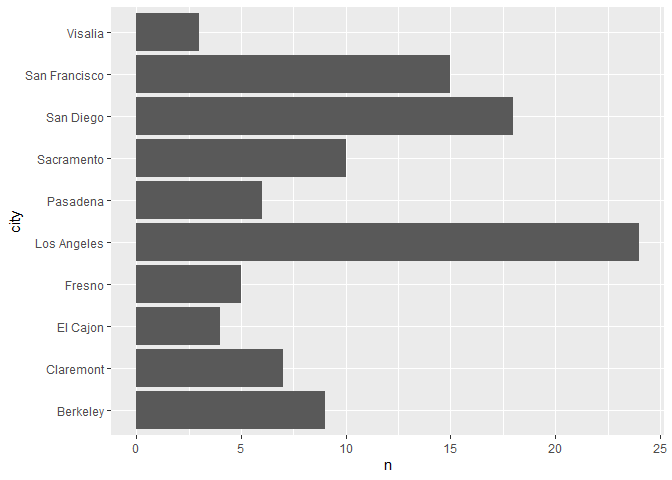 Visalia
San Francisco
San Diego
Sacramento
Pasadena
Los Angeles
Fresno
El Cajon
Claremont
Berkeley
city
0 5 10 15 20 25
n